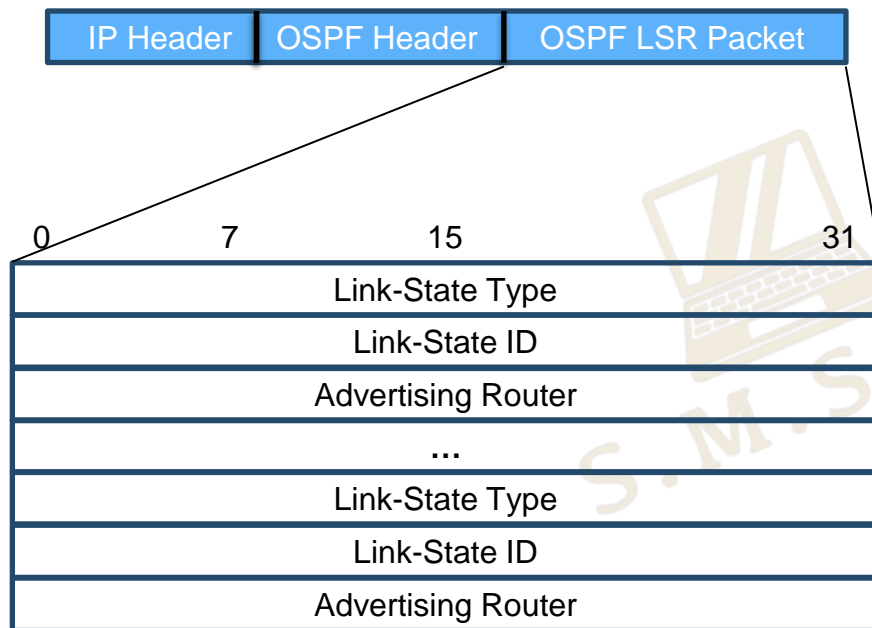 IP Header OSPF Header OSPF LSR Packet
0 7 15 31
Link-State Type
Link-State ID
Advertising Router
...
Link-State Type
Link-State ID
Advertising Router
S.M.S